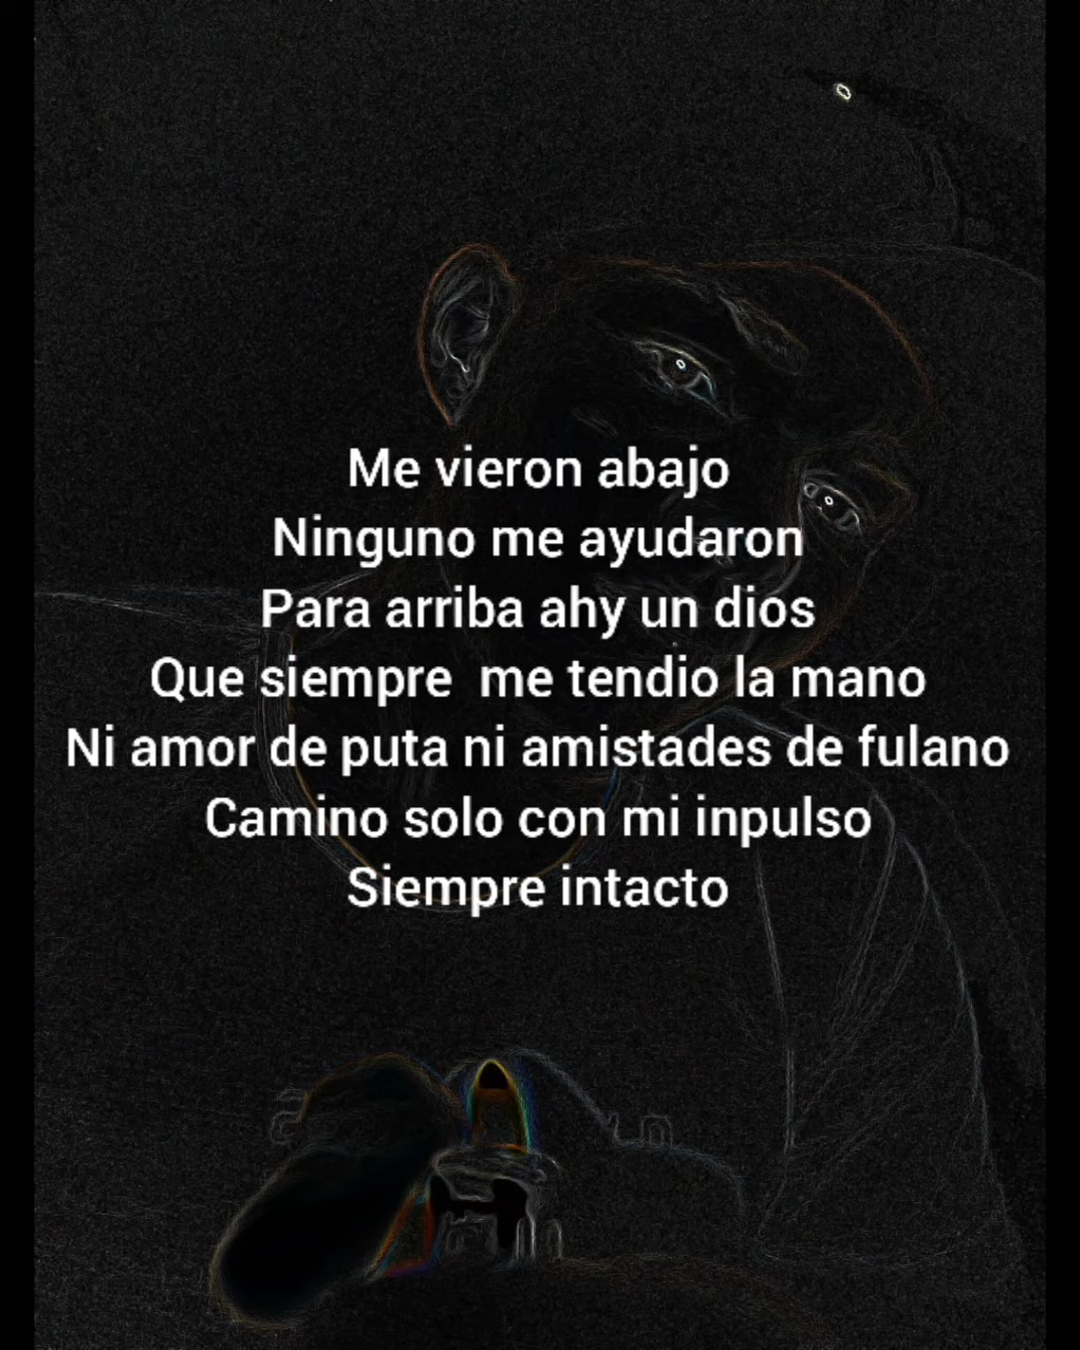 Me vieron abajo
Ninguno me ayudaron
Para arriba ahy un dios
Que siempre  me tendio la mano
Ni amor de puta ni amistades de fulano
Camino solo con mi inpulso
Siempre intacto